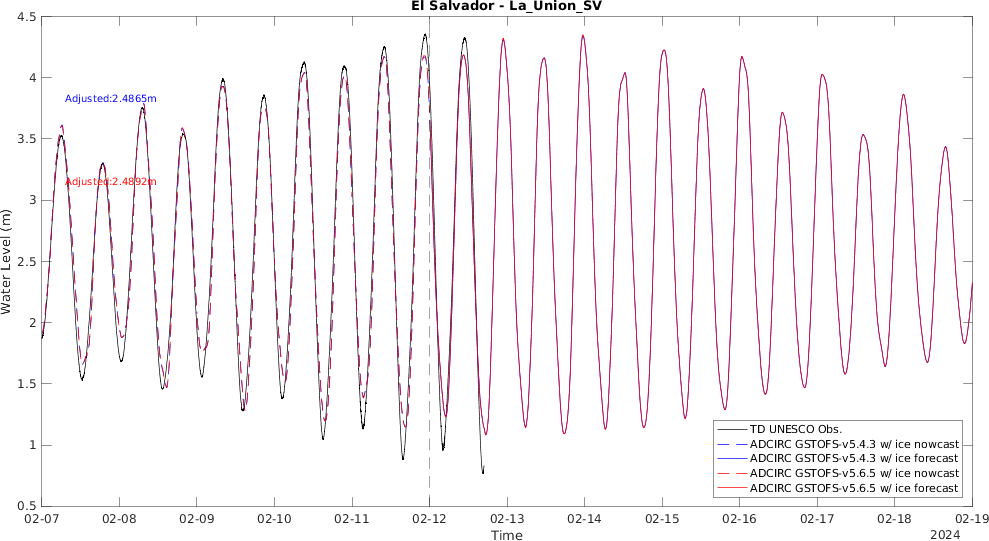 El Salvador - La_Union_SV
4.5
4
3.5
3
2.5
2
1.5
1
0.5
Water Level (m)
Adjusted:2.4865m
Adjusted:2.4892m
TD UNESCO Obs.
ADCIRC GSTOFS-v5.4.3 w/ ice nowcast
ADCIRC GSTOFS-v5.4.3 w/ ice forecast
ADCIRC GSTOFS-v5.6.5 w/ ice nowcast
ADCIRC GSTOFS-v5.6.5 w/ ice forecast
02-07 02-08 02-09 02-10 02-11 02-12 02-13 02-14 02-15 02-16 02-17 02-18 02-19
Time
2024